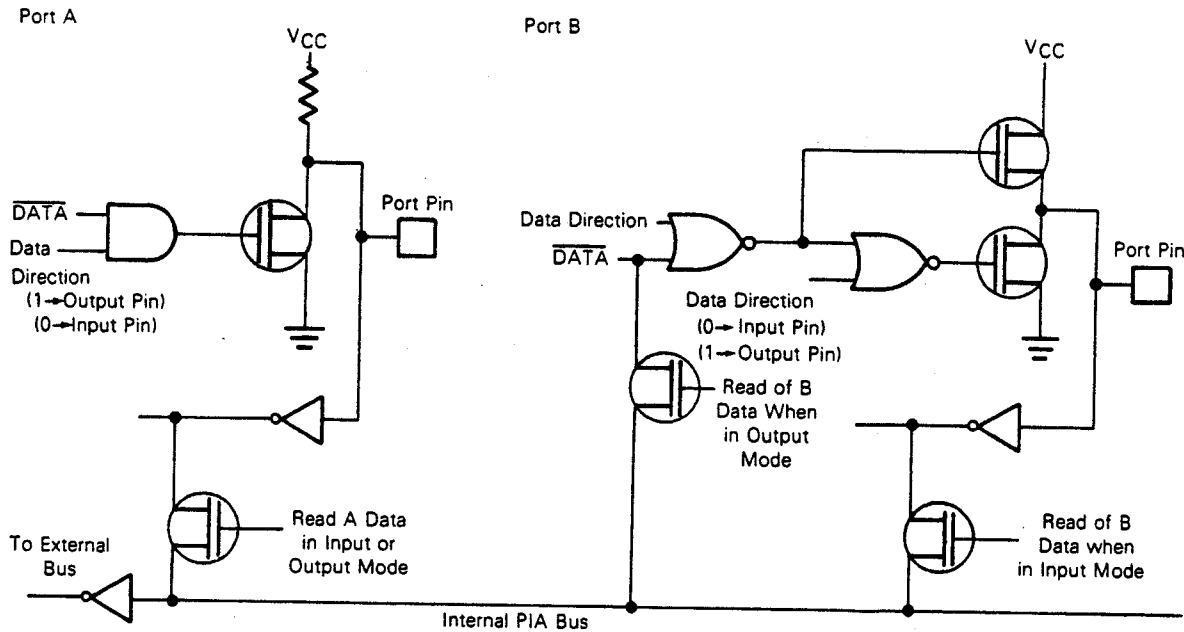 Port A
VCC
DATA
Data
Direction
(1→Output Pin)
(0→Input Pin)
Port Pin
Read A Data
in Input or
Output Mode
To External
Bus
Internal PIA Bus
Port B
VCC
Data Direction
DATA
Data Direction
(0→ Input Pin)
(1→Output Pin)
Port Pin
Read of B
Data When
in Output
Mode
Read of B
Data when
in Input Mode